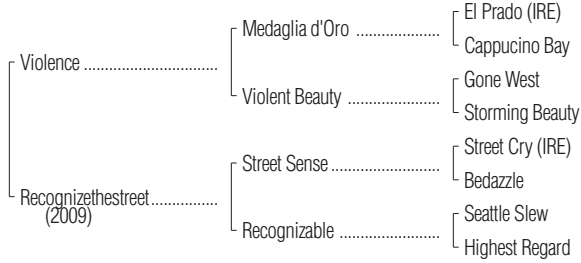 El Prado (IRE)
Medaglia d'Oro ..................
Cappucino Bay
Violence .............................
Gone West
Violent Beauty ....................
Storming Beauty
Street Cry (IRE)
Street Sense .......................
Bedazzle
Recognizethestreet..............
(2009)
Seattle Slew
Recognizable .....................
Highest Regard